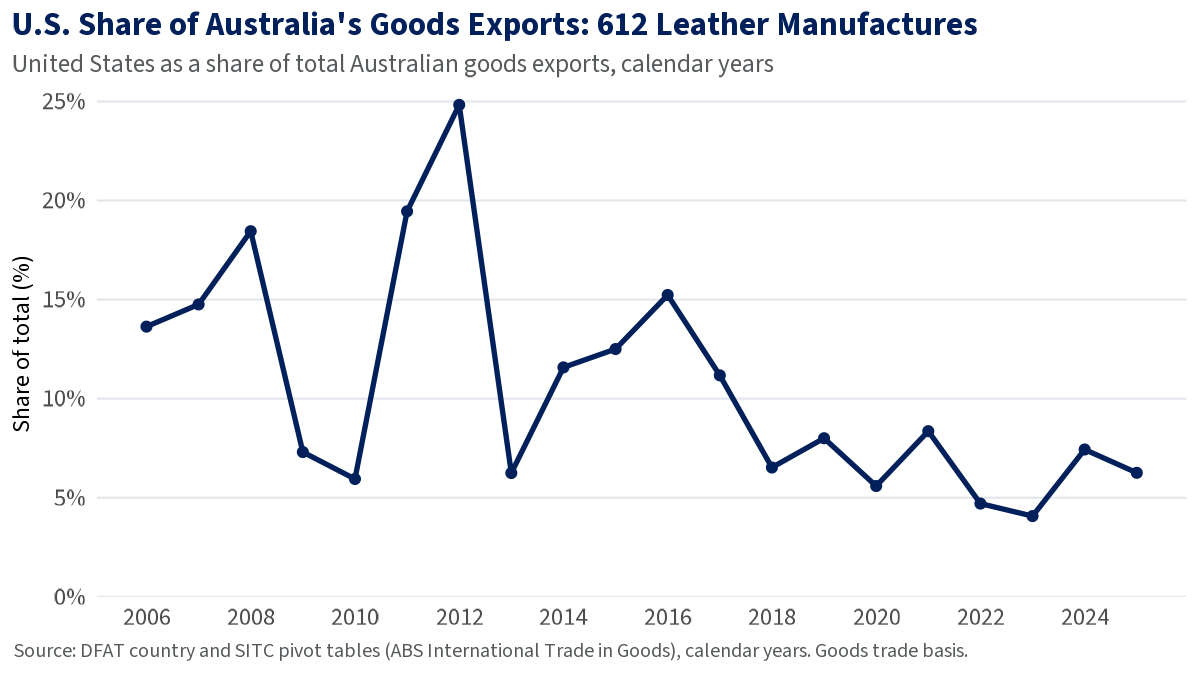 U.S. Share of Australia's Goods Exports: 612 Leather Manufactures
United States as a share of total Australian goods exports, calendar years
Share of total (%)
25%
20%
15%
10%
5%
0%
2006 2008 2010 2012 2014 2016 2018 2020 2022 2024
Source: DFAT country and SITC pivot tables (ABS International Trade in Goods), calendar years. Goods trade basis.